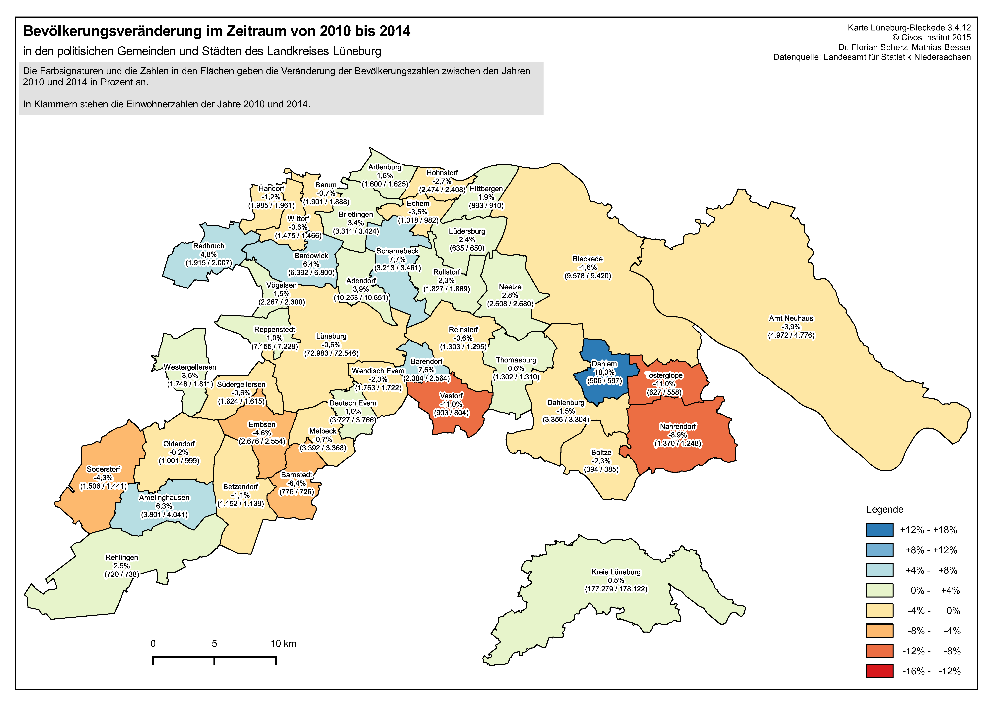 Bevölkerungsveränderung im Zeitraum von 2010 bis 2014
in den politisichen Gemeinden und Städten des Landkreises Lüneburg
Die Farbsignaturen und die Zahlen in den Flächen geben die Veränderung der Bevölkerungszahlen zwischen den Jahren
2010 und 2014 in Prozent an.
In Klammern stehen die Einwohnerzahlen der Jahre 2010 und 2014.
Karte Lüneburg-Bleckede 3.4.12
© Civos Institut 2015
Dr. Florian Scherz, Mathias Besser
Datenquelle: Landesamt für Statistik Niedersachsen
Artlenburg
1,6%
(1.600 / 1.625)
Hohnstorf
-2,7%
(2.474 / 2.408)
Hittbergen
1,9%
(893 / 910)
Handorf
-1,2%
(1.985 / 1.961)
Barum
-0,7%
(1.901 / 1.888)
Echem
-3,5%
(1.018 / 982)
Wittorf
-0,6%
(1.475 / 1.466)
Brietlingen
3,4%
(3.311 / 3.424)
Lüdersburg
2,4%
(635 / 650)
Radbruch
4,8%
(1.915 / 2.007)
Bardowick
6,4%
(6.392 / 6.800)
Scharnebeck
7,7%
(3.213 / 3.461)
Bleckede
-1,6%
(9.578 / 9.420)
Rullstorf
2,3%
(1.827 / 1.869)
Adendorf
3,9%
(10.253 / 10.651)
Vögelsen
1,5%
(2.267 / 2.300)
Neetze
2,8%
(2.608 / 2.680)
Amt Neuhaus
-3,9%
(4.972 / 4.776)
Reppenstedt
1,0%
(7.155 / 7.229)
Lüneburg
-0,6%
(72.983 / 72.546)
Reinstorf
-0,6%
(1.303 / 1.295)
Westergellersen
3,6%
(1.748 / 1.811)
Wendisch Evern
-2,3%
(1.763 / 1.722)
Barendorf
7,6%
(2.384 / 2.564)
Thomasburg
0,6%
(1.302 / 1.310)
Dahlem
18,0%
(506 / 597)
Tosterglope
-11,0%
(627 / 558)
Südergellersen
-0,6%
(1.624 / 1.615)
Vastorf
-11,0%
(903 / 804)
Deutsch Evern
1,0%
(3.727 / 3.766)
Dahlenburg
-1,5%
(3.356 / 3.304)
Nahrendorf
-8,9%
(1.370 / 1.248)
Embsen
-4,6%
(2.676 / 2.554)
Melbeck
-0,7%
(3.392 / 3.368)
Oldendorf
-0,2%
(1.001 / 999)
Boitze
-2,3%
(394 / 385)
Soderstorf
-4,3%
(1.506 / 1.441)
Barnstedt
-6,4%
(776 / 726)
Betzendorf
-1,1%
(1.152 / 1.139)
Amelinghausen
6,3%
(3.801 / 4.041)
Rehlingen
2,5%
(720 / 738)
Kreis Lüneburg
0,5%
(177.279 / 178.122)
Legende
+12% - +18%
+8% - +12%
+4% - +8%
0% - +4%
-4% - 0%
-8% - -4%
-12% - -8%
-16% - -12%
0 5 10 km